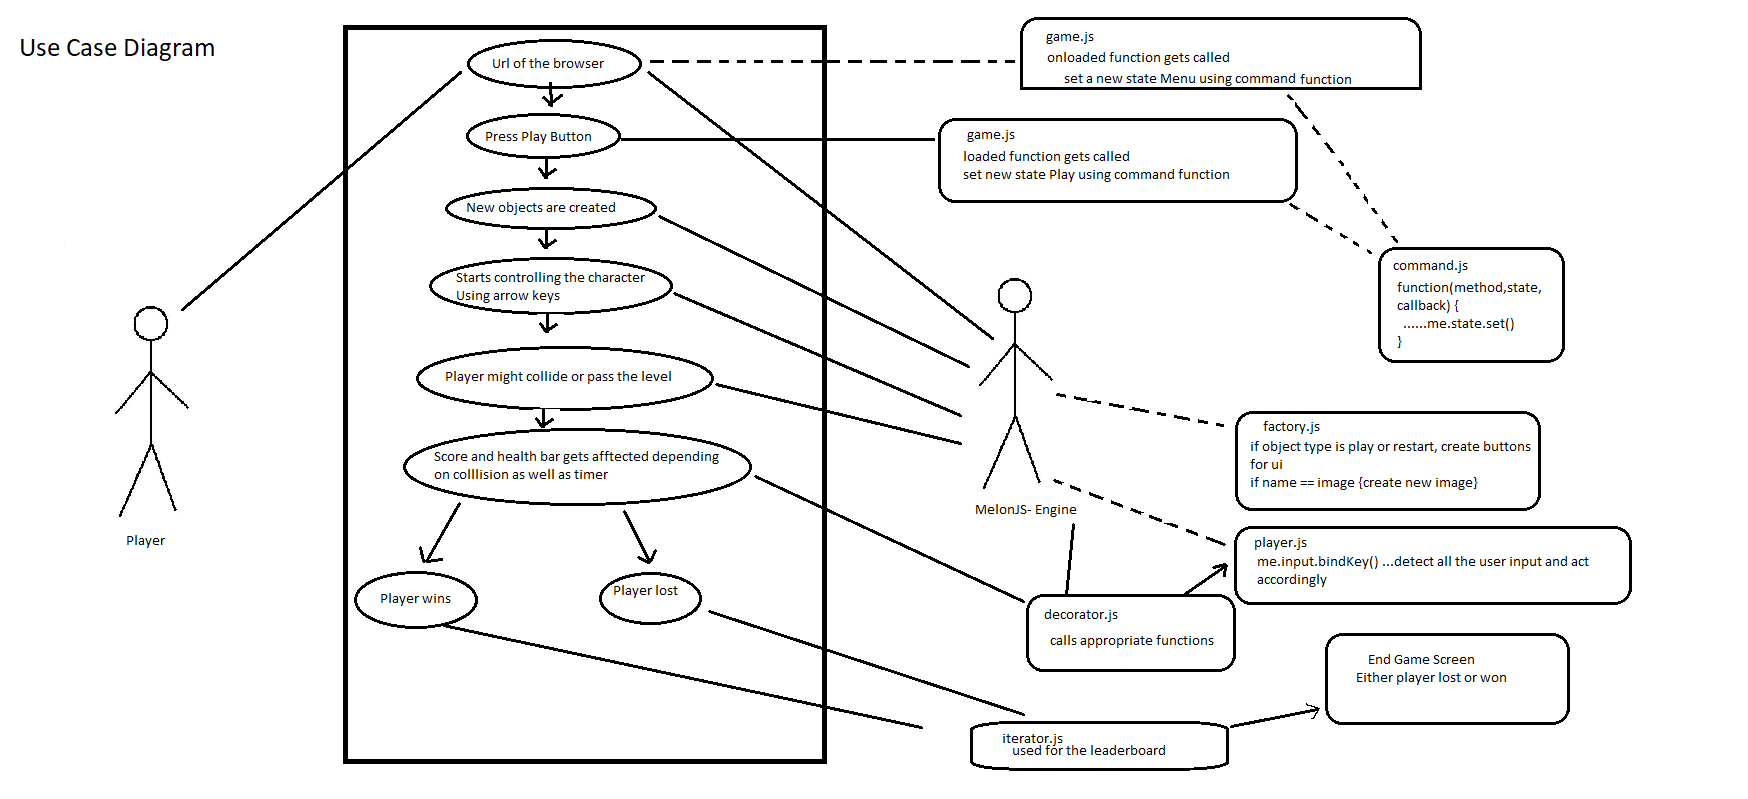 Use Case Diagram
Url of the browser
Press Play Button
New objects are created
Starts controlling the character
Using arrow keys
Player might collide or pass the level
Score and health bar gets afftected depending
on colllision as well as timer
Player wins
Player lost
Player
MelonJS- Engine
game.js
onloaded function gets called
set a new state Menu using command function
game.js
loaded function gets called
set new state Play using command function
command.js
function(method,state,
callback) {
......me.state.set()
}
factory.js
if object type is play or restart, create buttons
for ui
if name == image {create new image}
player.js
me.input.bindKey() ...detect all the user input and act
accordingly
decorator.js
calls appropriate functions
End Game Screen
Either player lost or won
iterator.js
used for the leaderboard